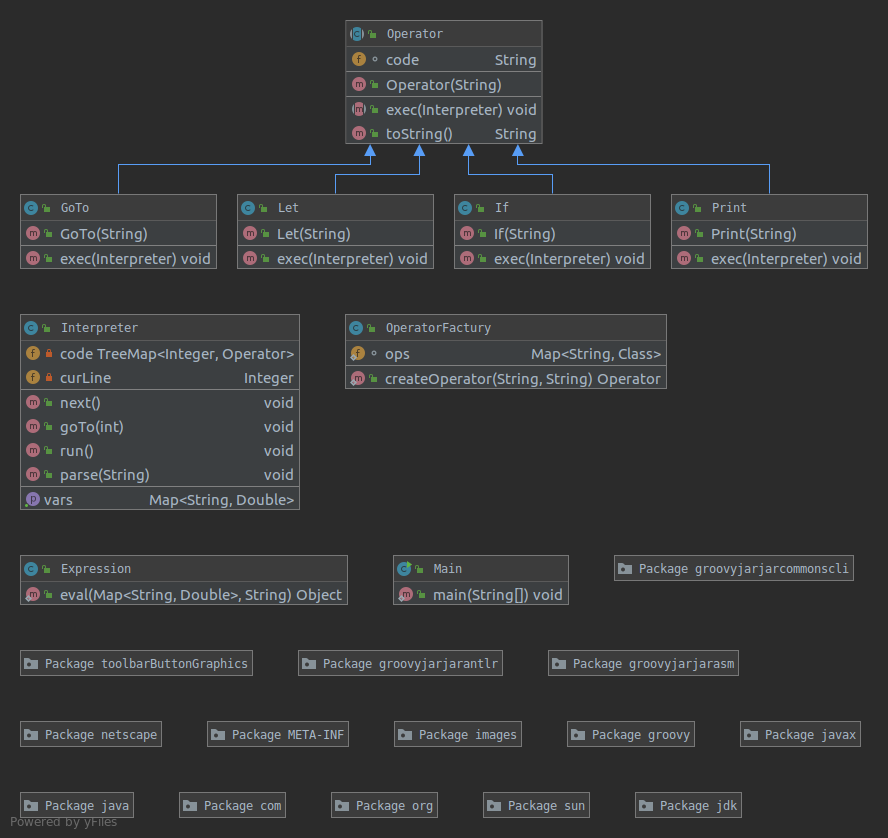 Operator
code String
Operator(String)
exec(Interpreter) void
toString() String
GoTo
GoTo(String)
exec(Interpreter) void
Let
Let(String)
exec(Interpreter) void
If
If(String)
exec(Interpreter) void
Print
Print(String)
exec(Interpreter) void
Interpreter
code TreeMap<Integer, Operator>
curLine Integer
next() void
goTo(int) void
run() void
parse(String) void
vars Map<String, Double>
OperatorFactory
ops Map<String, Class>
createOperator(String, String) Operator
Expression
eval(Map<String, Double>, String) Object
Main
main(String[]) void
Package groovyjarjarcommonscli
Package toolbarButtonGraphics
Package groovyjarjarantlr
Package groovyjarjarasm
Package netscape
Package META-INF
Package images
Package groovy
Package javax
Package java
Package com
Package org
Package sun
Package jdk
Powered by yFiles